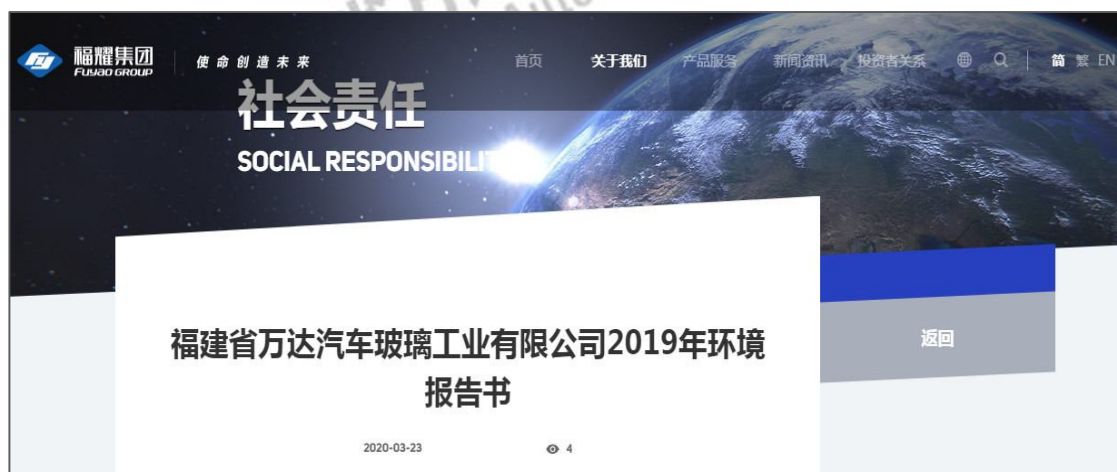 福耀集团
FUYAO GROUP
使命创造未来
首页 关于我们 产品服务 新闻资讯 投资者关系 简 繁 EN
社会责任
SOCIAL RESPONSIBILIT
福建省万达汽车玻璃工业有限公司2019年环境
报告书
返回
2020-03-23 4